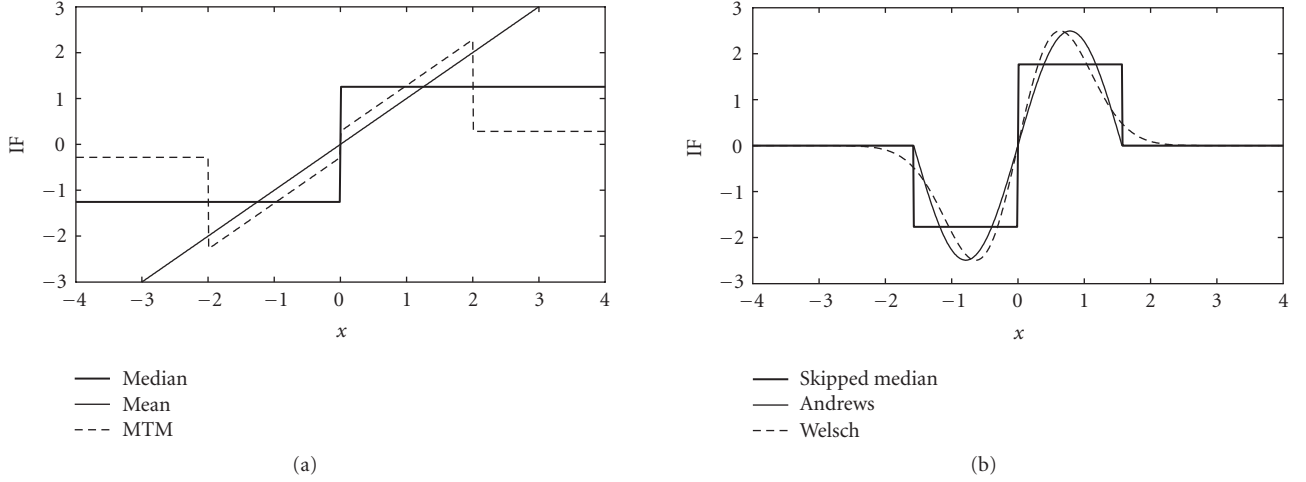 3
2
1
0
−1
−2
−3
IF
−4 −3 −2 −1 0 1 2 3 4
x
Median
Mean
MTM
(a)
3
2
1
0
−1
−2
−3
IF
−4 −3 −2 −1 0 1 2 3 4
x
Skipped median
Andrews
Welsch
(b)